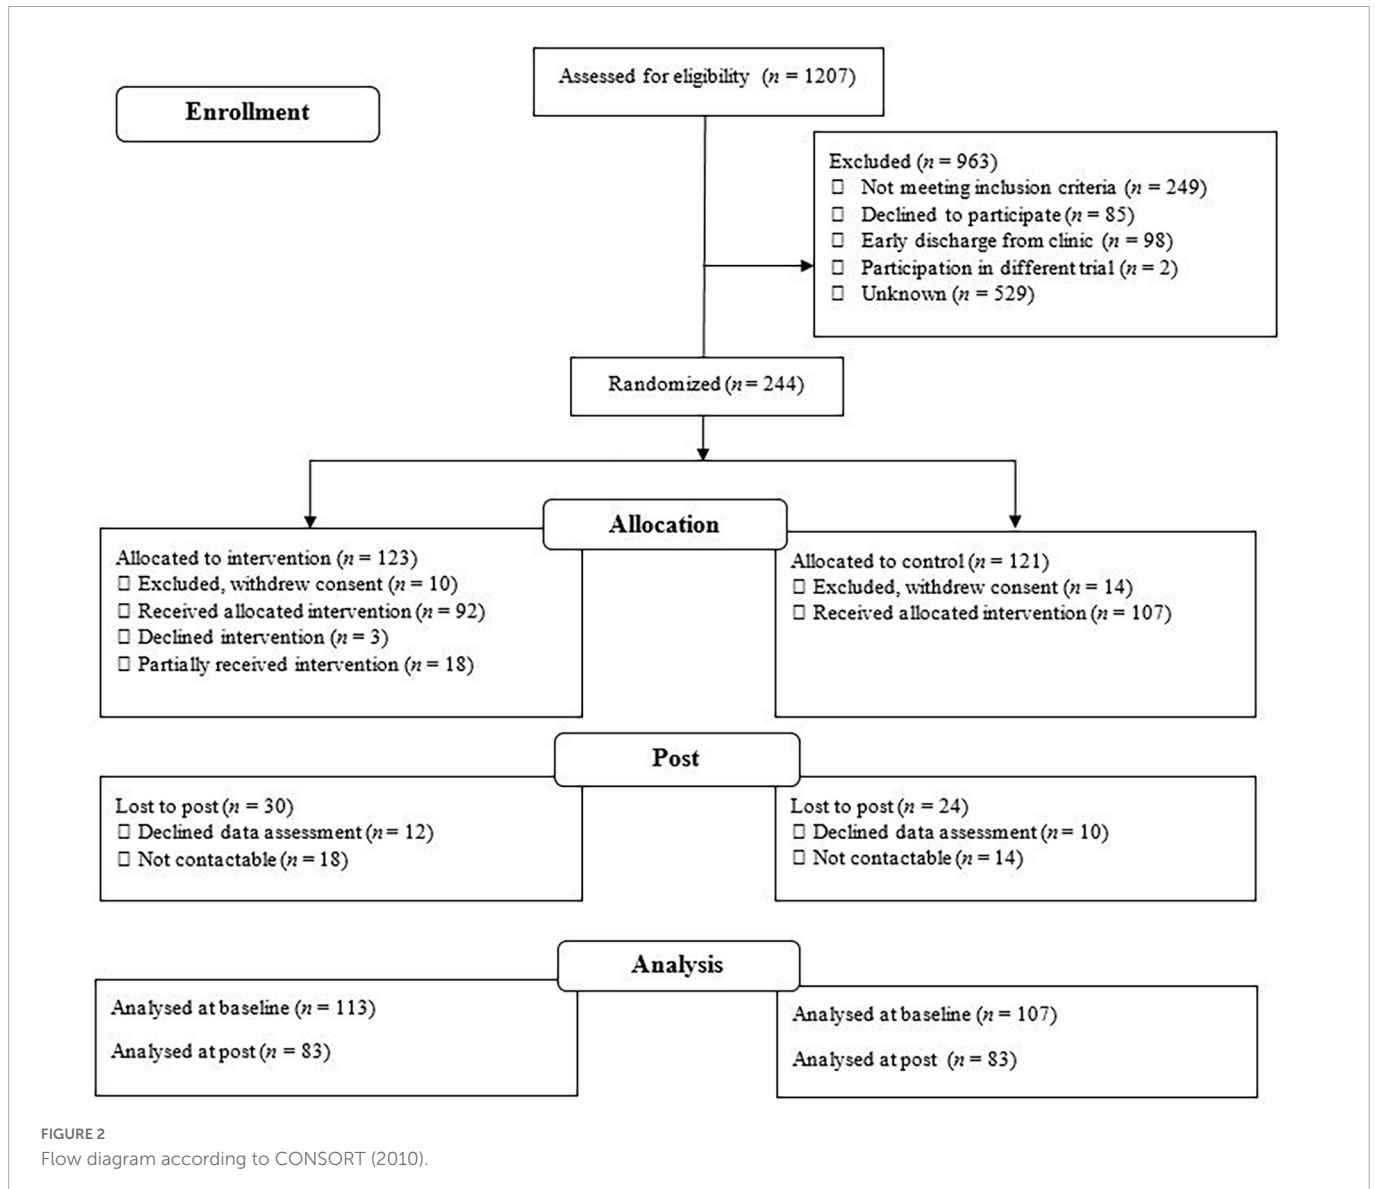 Assessed for eligibility (n = 1207)
Enrollment
Excluded (n = 963)
▯ Not meeting inclusion criteria (n = 249)
▯ Declined to participate (n = 85)
▯ Early discharge from clinic (n = 98)
▯ Participation in different trial (n = 2)
▯ Unknown (n = 529)
Randomized (n = 244)
Allocation
Allocated to intervention (n = 123)
▯ Excluded, withdrew consent (n = 10)
▯ Received allocated intervention (n = 92)
▯ Declined intervention (n = 3)
▯ Partially received intervention (n = 18)
Allocated to control (n = 121)
▯ Excluded, withdrew consent (n = 14)
▯ Received allocated intervention (n = 107)
Post
Lost to post (n = 30)
▯ Declined data assessment (n = 12)
▯ Not contactable (n = 18)
Lost to post (n = 24)
▯ Declined data assessment (n = 10)
▯ Not contactable (n = 14)
Analysis
Analysed at baseline (n = 113)
Analysed at post (n = 83)
Analysed at baseline (n = 107)
Analysed at post (n = 83)
FIGURE 2
Flow diagram according to CONSORT (2010).